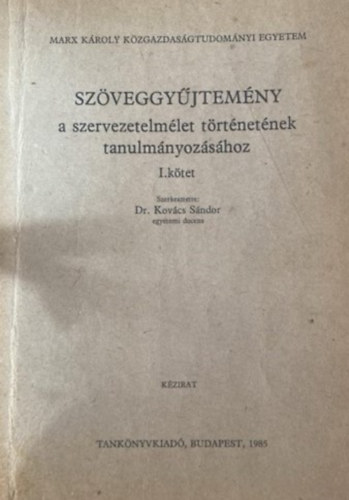 MARX KÁROLY KÖZGAZDASÁGTUDOMÁNYI EGYETEM
SZÖVEGGYŰJTEMÉNY
a szervezetelmélet történetének
tanulmányozásához
I.kötet
Szerkesztette:
Dr. Kovács Sándor
egyetemi docens
KÉZIRAT
TANKÖNYVKIADÓ, BUDAPEST, 1985